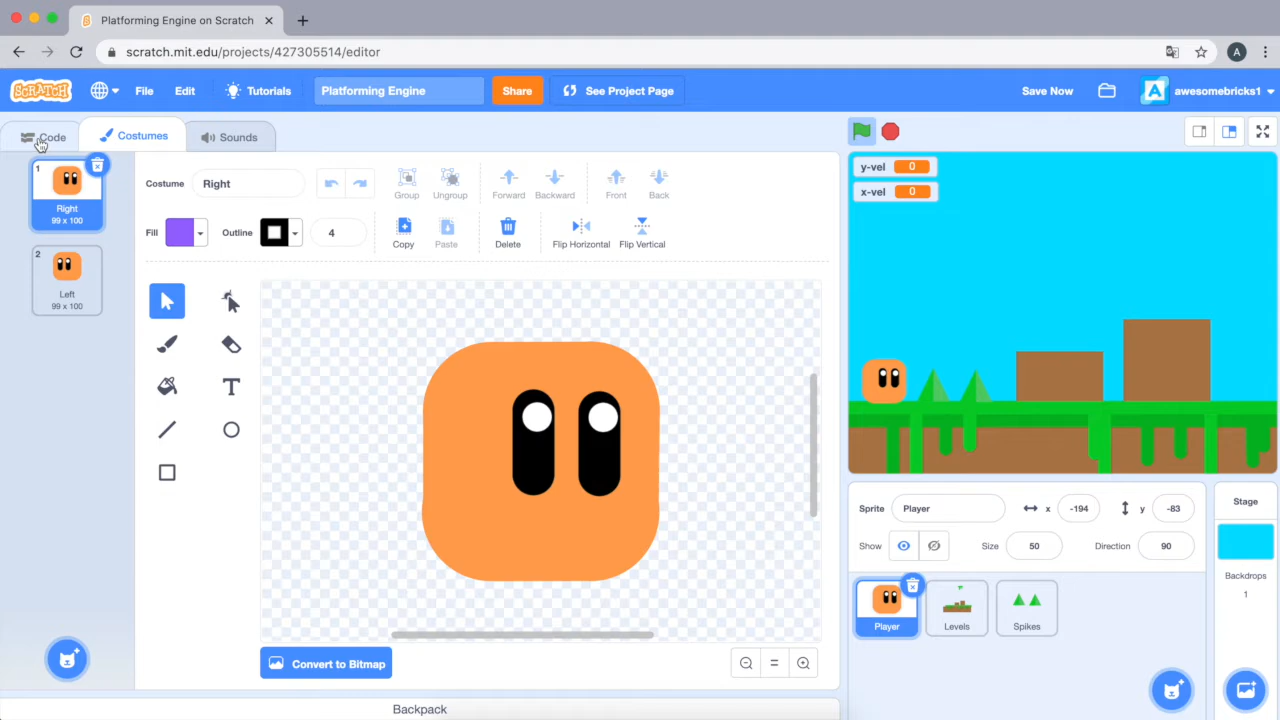 Platforming Engine on Scratch
scratch.mit.edu/projects/427305514/editor
A
SCRATCH
File
Edit
Tutorials
Platforming Engine
Share
See Project Page
Save Now
A
awesomebricks1
Code
Costumes
Sounds
1
Right
99 x 100
2
Left
99 x 100
Costume
Right
Group
Ungroup
Forward
Backward
Front
Back
Fill
Outline
4
Copy
Paste
Delete
Flip Horizontal
Flip Vertical
T
Convert to Bitmap
Backpack
y-vel 0
x-vel 0
Sprite
Player
x
-194
y
-83
Show
Size
50
Direction
90
Player
Levels
Spikes
Stage
Backdrops
1